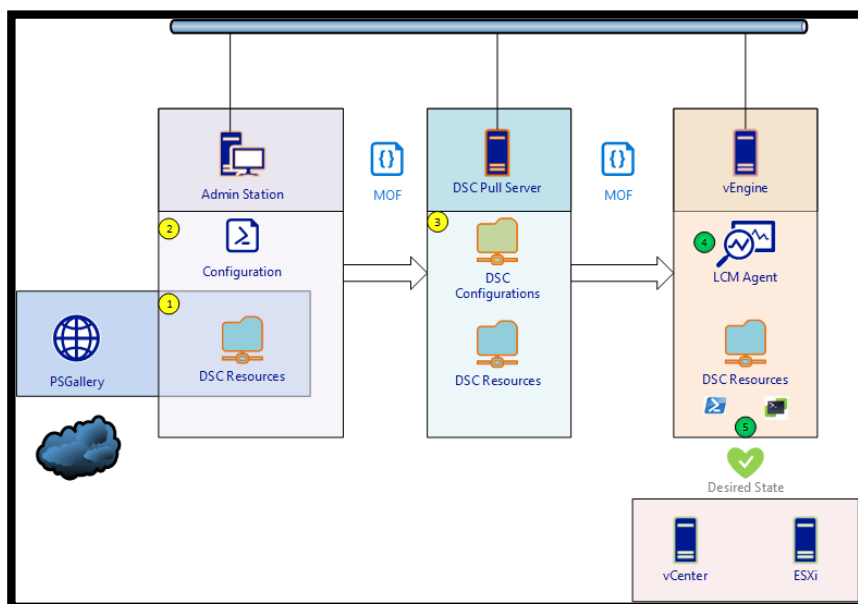 Admin Station
{}
MOF
DSC Pull Server
{}
MOF
vEngine
2
Configuration
3
DSC
Configurations
4
LCM Agent
1
PSGallery
DSC Resources
DSC Resources
DSC Resources
5
Desired State
vCenter
ESXi